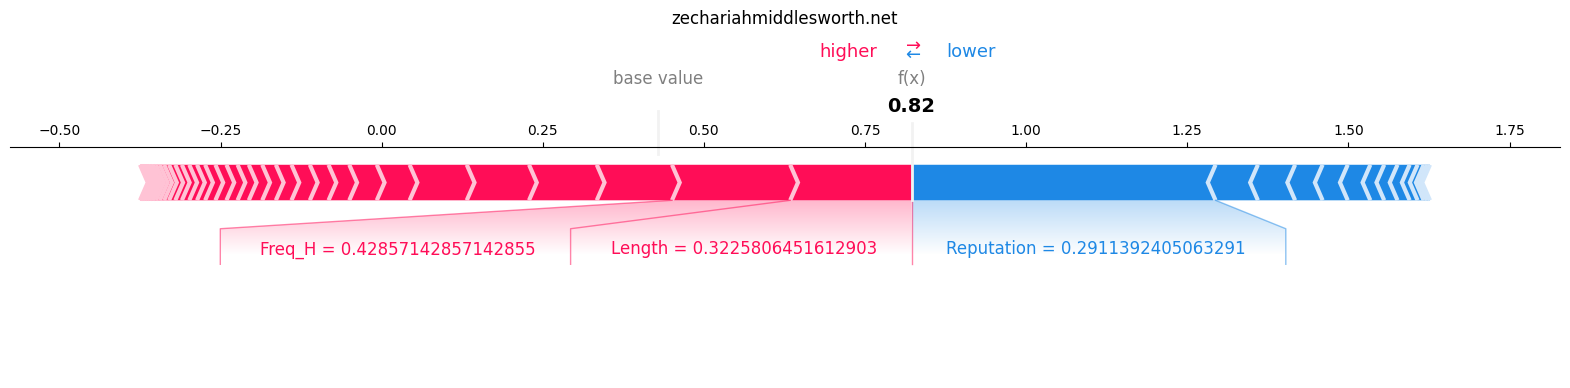 zechariahmiddlesworth.net
higher ⇄ lower
base value f(x)
0.82
−0.50 −0.25 0.00 0.25 0.50 0.75 1.00 1.25 1.50 1.75
Freq_H = 0.42857142857142855 Length = 0.3225806451612903 Reputation = 0.2911392405063291